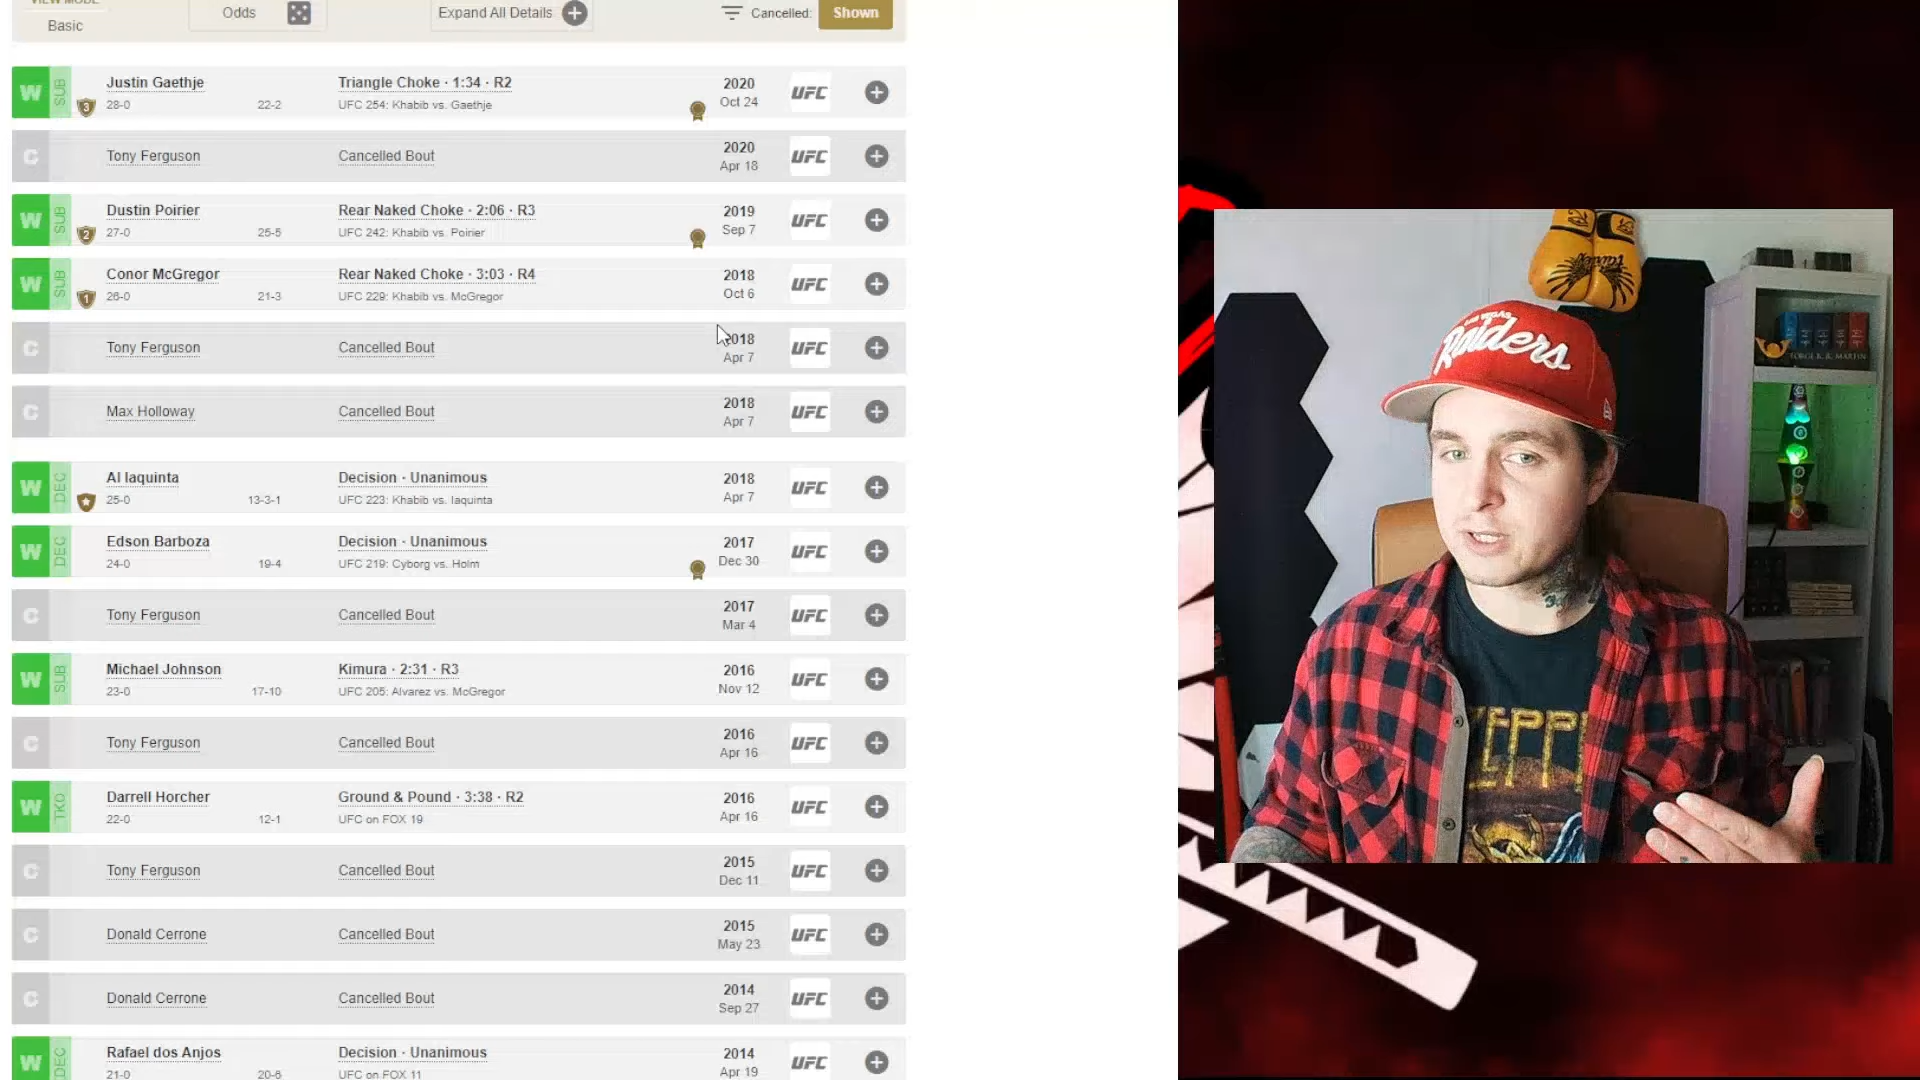 VIEW MODE
Basic
Odds
Expand All Details
Cancelled:
Shown
W SUB Justin Gaethje Triangle Choke · 1:34 · R2 2020 UFC
3 28-0 22-2 UFC 254: Khabib vs. Gaethje Oct 24
C Tony Ferguson Cancelled Bout 2020 UFC
Apr 18
W SUB Dustin Poirier Rear Naked Choke · 2:06 · R3 2019 UFC
2 27-0 25-5 UFC 242: Khabib vs. Poirier Sep 7
W SUB Conor McGregor Rear Naked Choke · 3:03 · R4 2018 UFC
1 26-0 21-3 UFC 229: Khabib vs. McGregor Oct 6
C Tony Ferguson Cancelled Bout 2018 UFC
Apr 7
C Max Holloway Cancelled Bout 2018 UFC
Apr 7
W DEC Al Iaquinta Decision · Unanimous 2018 UFC
25-0 13-3-1 UFC 223: Khabib vs. Iaquinta Apr 7
W DEC Edson Barboza Decision · Unanimous 2017 UFC
24-0 19-4 UFC 219: Cyborg vs. Holm Dec 30
C Tony Ferguson Cancelled Bout 2017 UFC
Mar 4
W SUB Michael Johnson Kimura · 2:31 · R3 2016 UFC
23-0 17-10 UFC 205: Alvarez vs. McGregor Nov 12
C Tony Ferguson Cancelled Bout 2016 UFC
Apr 16
W TKO Darrell Horcher Ground & Pound · 3:38 · R2 2016 UFC
22-0 12-1 UFC on FOX 19 Apr 16
C Tony Ferguson Cancelled Bout 2015 UFC
Dec 11
C Donald Cerrone Cancelled Bout 2015 UFC
May 23
C Donald Cerrone Cancelled Bout 2014 UFC
Sep 27
W DEC Rafael dos Anjos Decision · Unanimous 2014 UFC
21-0 20-6 UFC on FOX 11 Apr 19
LAS VEGAS
Raiders
R. R. MARTIN
ZEPP